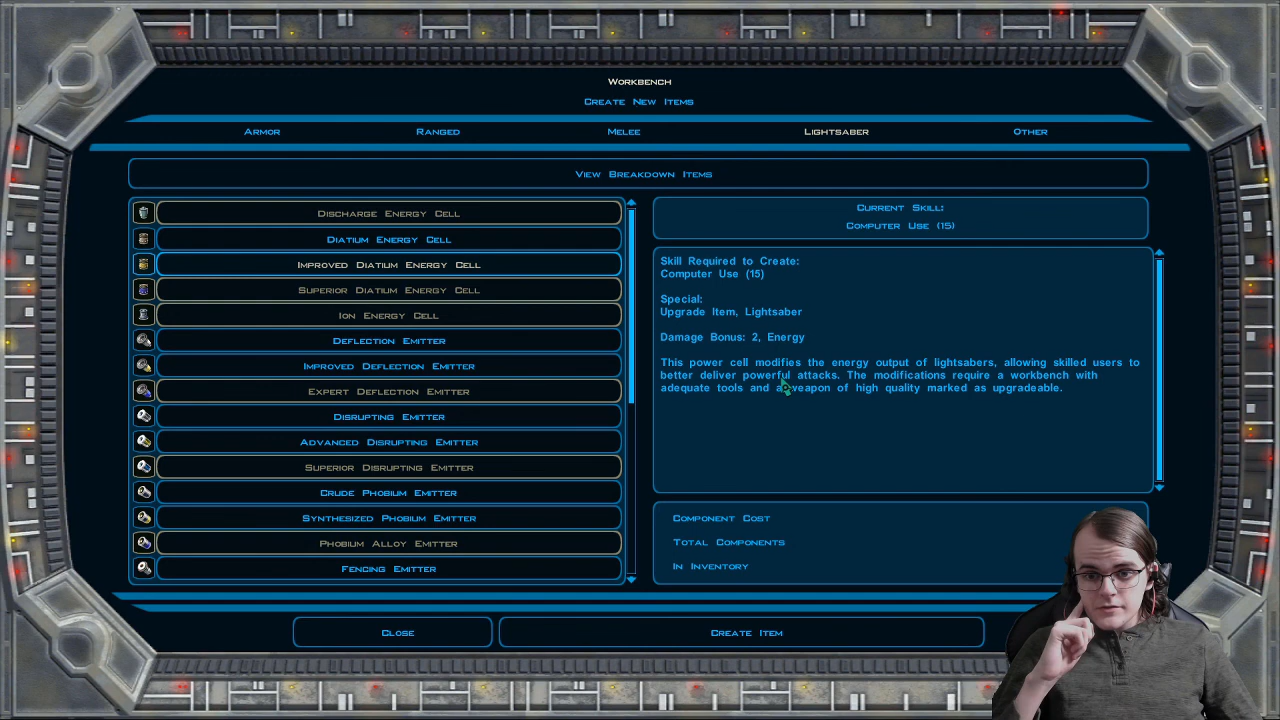 Workbench
Create New Items
Armor
Ranged
Melee
Lightsaber
Other
View Breakdown Items
Discharge Energy Cell
Diatium Energy Cell
Improved Diatium Energy Cell
Superior Diatium Energy Cell
Ion Energy Cell
Deflection Emitter
Improved Deflection Emitter
Expert Deflection Emitter
Disrupting Emitter
Advanced Disrupting Emitter
Superior Disrupting Emitter
Crude Phobium Emitter
Synthesized Phobium Emitter
Phobium Alloy Emitter
Fencing Emitter
Current Skill:
Computer Use (15)
Skill Required to Create:
Computer Use (15)
Special:
Upgrade Item, Lightsaber
Damage Bonus: 2, Energy
This power cell modifies the energy output of lightsabers, allowing skilled users to
better deliver powerful attacks. The modifications require a workbench with
adequate tools and a weapon of high quality marked as upgradeable.
Component Cost
Total Components
In Inventory
Close
Create Item